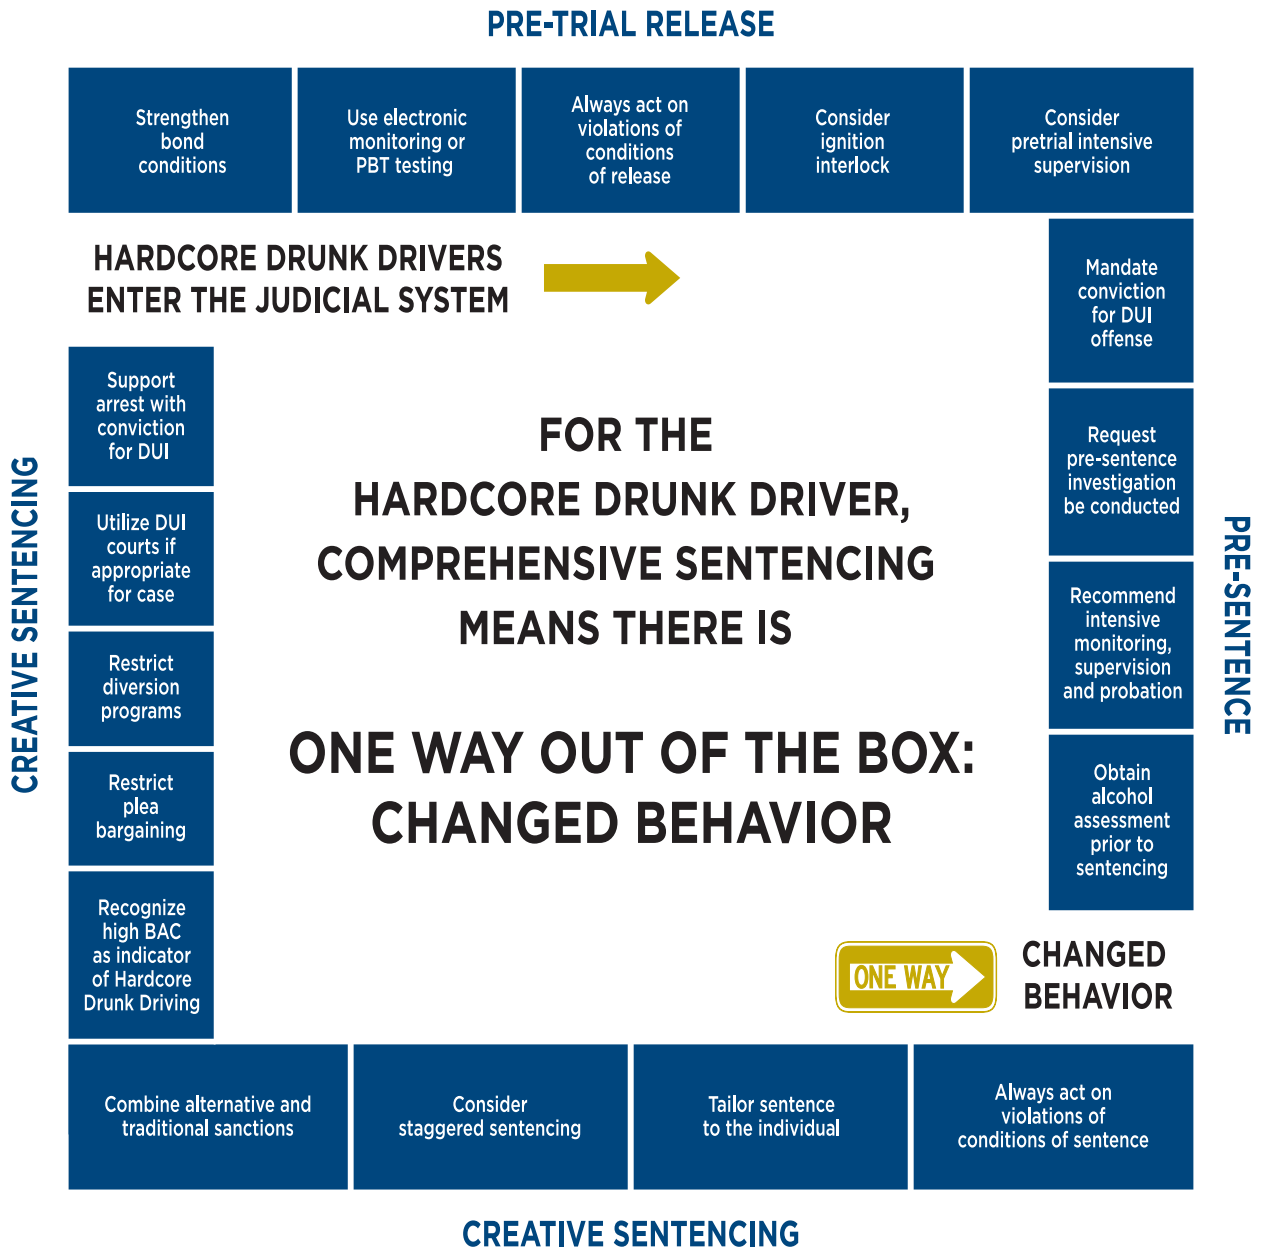 PRE-TRIAL RELEASE
Strengthen
bond
conditions
Use electronic
monitoring or
PBT testing
Always act on
violations of
conditions
of release
Consider
ignition
interlock
Consider
pretrial intensive
supervision
HARDCORE DRUNK DRIVERS
ENTER THE JUDICIAL SYSTEM
Mandate
conviction
for DUI
offense
Request
pre-sentence
investigation
be conducted
Recommend
intensive
monitoring,
supervision
and probation
Obtain
alcohol
assessment
prior to
sentencing
PRE-SENTENCE
CREATIVE SENTENCING
Support
arrest with
conviction
for DUI
Utilize DUI
courts if
appropriate
for case
Restrict
diversion
programs
Restrict
plea
bargaining
Recognize
high BAC
as indicator
of Hardcore
Drunk Driving
FOR THE
HARDCORE DRUNK DRIVER,
COMPREHENSIVE SENTENCING
MEANS THERE IS
ONE WAY OUT OF THE BOX:
CHANGED BEHAVIOR
ONE WAY
CHANGED
BEHAVIOR
Combine alternative and
traditional sanctions
Consider
staggered sentencing
Tailor sentence
to the individual
Always act on
violations of
conditions of sentence
CREATIVE SENTENCING